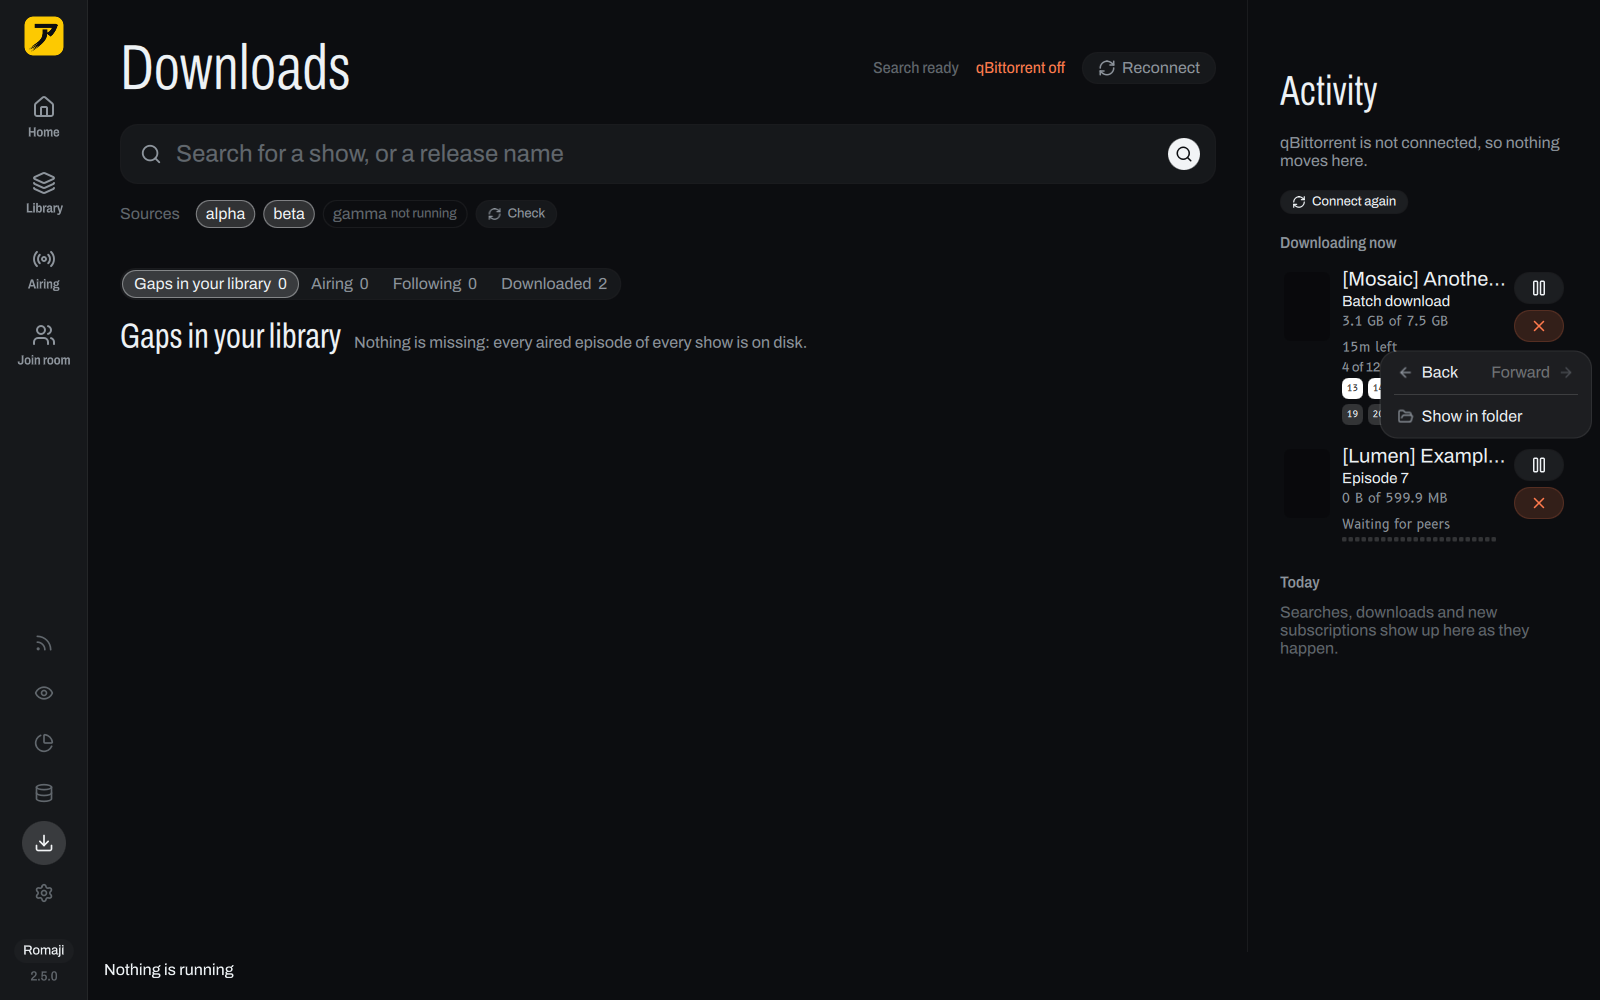 ア
Home
Library
Airing
Join room
Romaji
2.5.0
Downloads
Search ready
qBittorrent off
Reconnect
Search for a show, or a release name
Sources
alpha
beta
gamma not running
Check
Gaps in your library 0
Airing 0
Following 0
Downloaded 2
Gaps in your library
Nothing is missing: every aired episode of every show is on disk.
Nothing is running
Activity
qBittorrent is not connected, so nothing
moves here.
Connect again
Downloading now
[Mosaic] Anothe...
Batch download
3.1 GB of 7.5 GB
15m left
4 of 12
13
19
Back
Forward
Show in folder
[Lumen] Exampl...
Episode 7
0 B of 599.9 MB
Waiting for peers
Today
Searches, downloads and new
subscriptions show up here as they
happen.